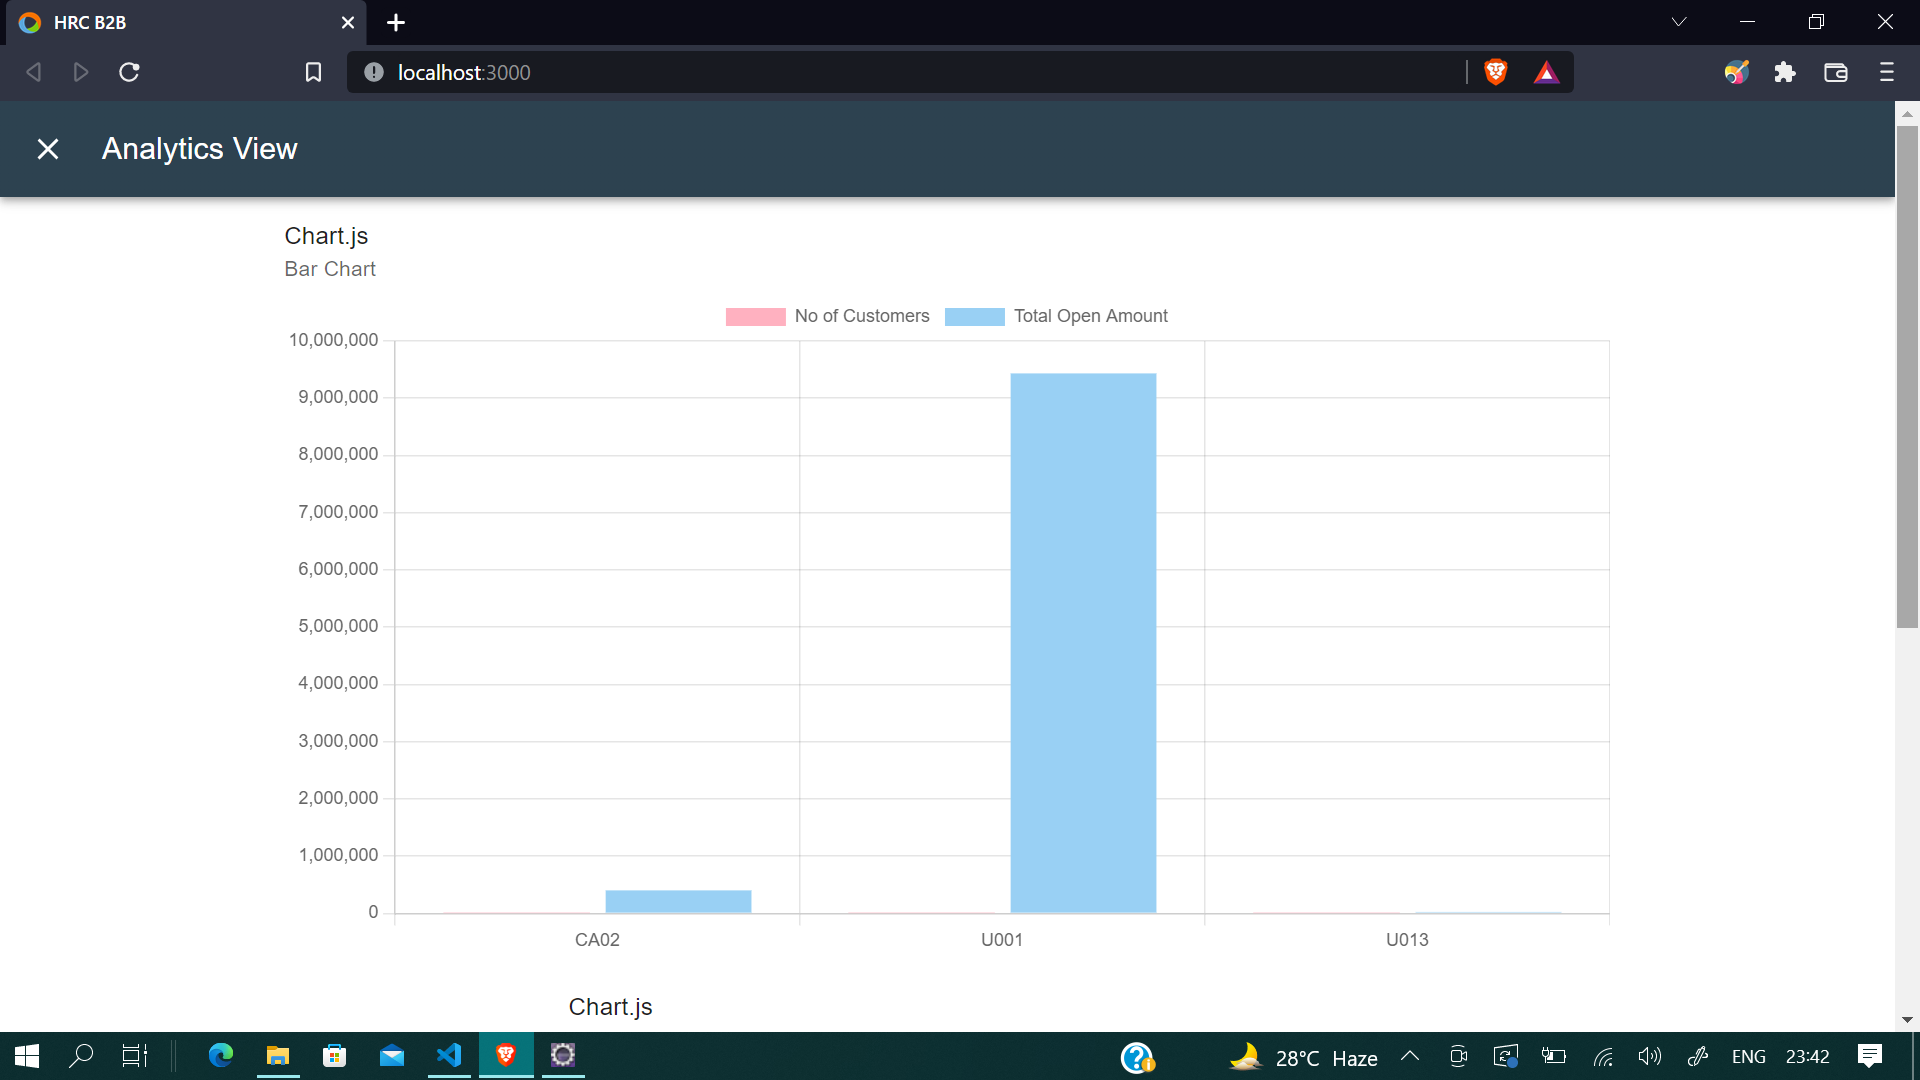 HRC B2B
localhost:3000
Analytics View
Chart.js
Bar Chart
No of Customers Total Open Amount
10,000,000
9,000,000
8,000,000
7,000,000
6,000,000
5,000,000
4,000,000
3,000,000
2,000,000
1,000,000
0
CA02 U001 U013
Chart.js
28°C Haze ENG 23:42